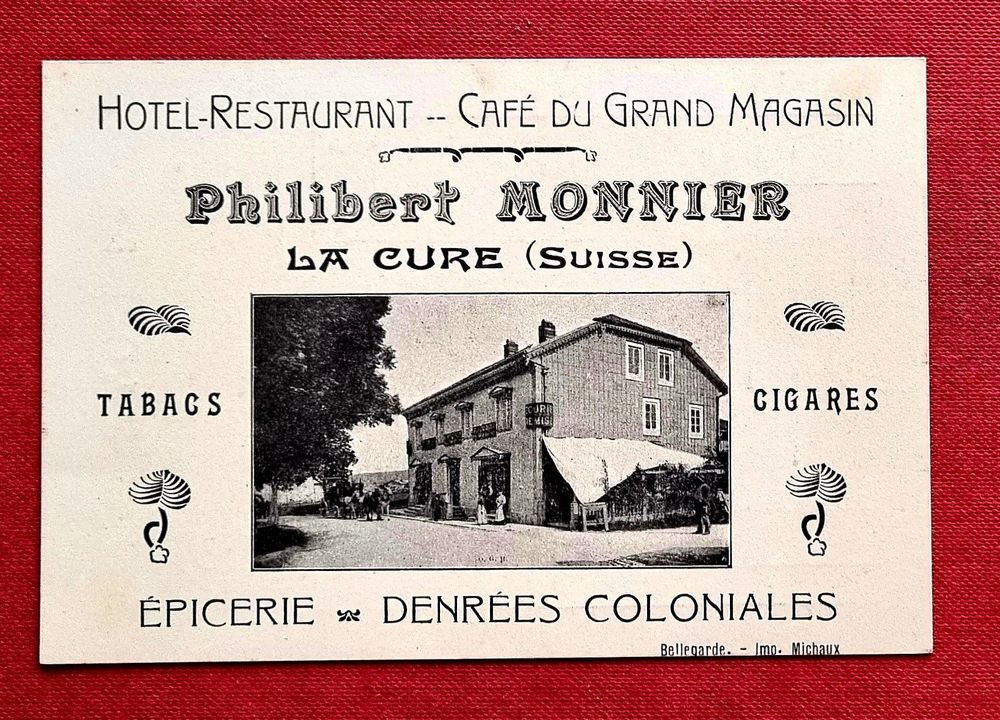 HOTEL-RESTAURANT -- CAFÉ DU GRAND MAGASIN
Philibert MONNIER
LA CURE (SUISSE)
TABACS
CIGARES
ÉPICERIE DENRÉES COLONIALES
Bellegarde. - Imp. Michaux